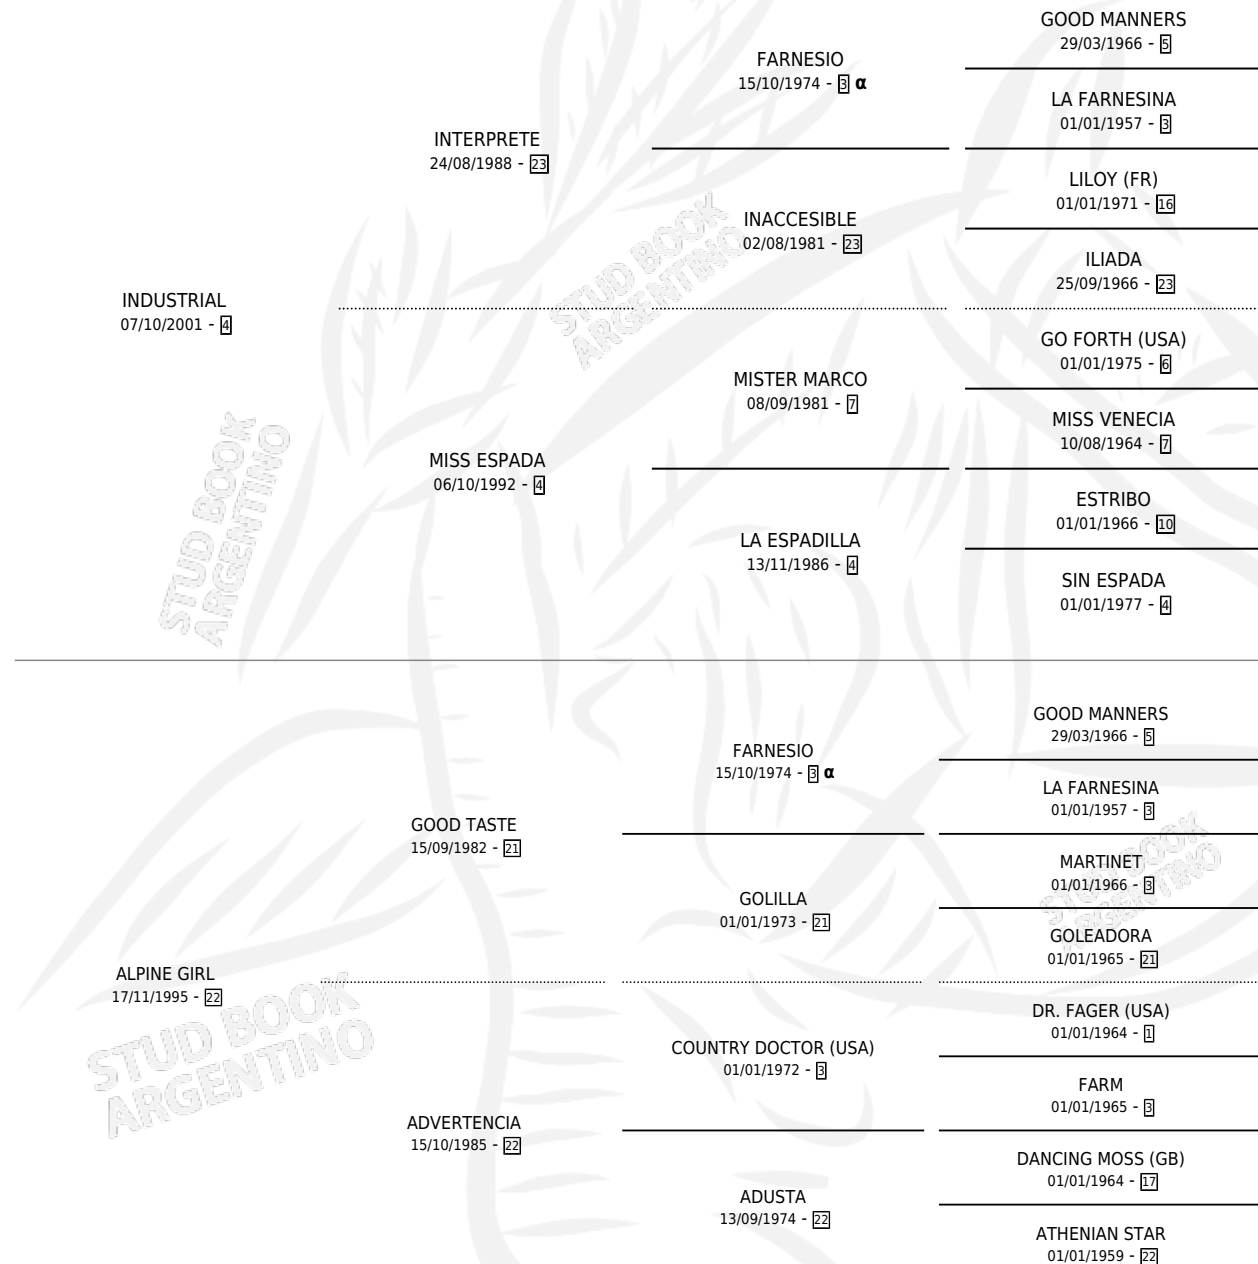 GOOD MANNERS
29/03/1966 - 5
FARNESIO
15/10/1974 - 3 α
LA FARNESINA
01/01/1957 - 3
INTERPRETE
24/08/1988 - 23
LILOY (FR)
01/01/1971 - 16
INACCESIBLE
02/08/1981 - 23
ILIADA
25/09/1966 - 23
INDUSTRIAL
07/10/2001 - 4
GO FORTH (USA)
01/01/1975 - 6
MISTER MARCO
08/09/1981 - 7
MISS VENECIA
10/08/1964 - 7
MISS ESPADA
06/10/1992 - 4
ESTRIBO
01/01/1966 - 10
LA ESPADILLA
13/11/1986 - 4
SIN ESPADA
01/01/1977 - 4
GOOD MANNERS
29/03/1966 - 5
FARNESIO
15/10/1974 - 3 α
LA FARNESINA
01/01/1957 - 3
GOOD TASTE
15/09/1982 - 21
MARTINET
01/01/1966 - 3
GOLILLA
01/01/1973 - 21
GOLEADORA
01/01/1965 - 21
ALPINE GIRL
17/11/1995 - 22
DR. FAGER (USA)
01/01/1964 - 1
COUNTRY DOCTOR (USA)
01/01/1972 - 3
FARM
01/01/1965 - 3
ADVERTENCIA
15/10/1985 - 22
DANCING MOSS (GB)
01/01/1964 - 17
ADUSTA
13/09/1974 - 22
ATHENIAN STAR
01/01/1959 - 22
STUD BOOK
ARGENTINO
STUD BOOK
ARGENTINO
STUD BOOK
ARGENTINO
STUD BOOK
ARGENTINO